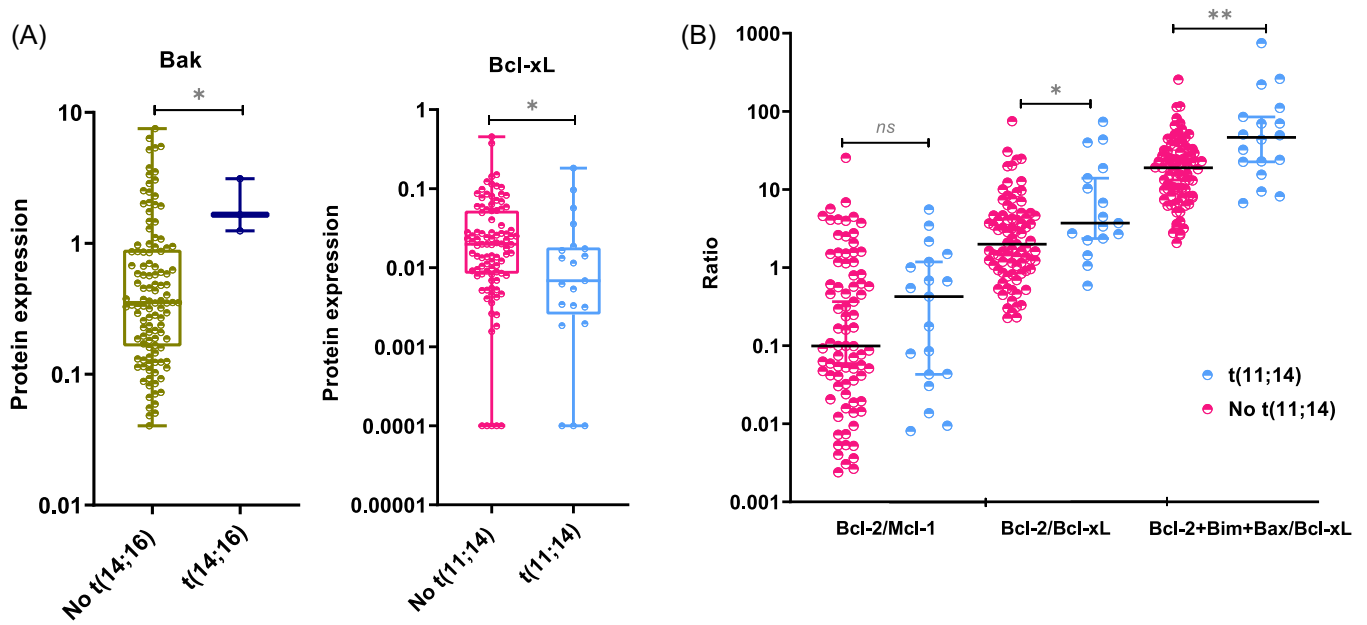 (A)
Bak
Protein expression
10
1
0.1
0.01
*
No t(14;16)
t(14;16)
Bcl-xL
Protein expression
1
0.1
0.01
0.001
0.0001
0.00001
*
No t(11;14)
t(11;14)
(B)
Ratio
1000
100
10
1
0.1
0.01
0.001
ns
*
**
t(11;14)
No t(11;14)
Bcl-2/Mcl-1
Bcl-2/Bcl-xL
Bcl-2+Bim+Bax/Bcl-xL